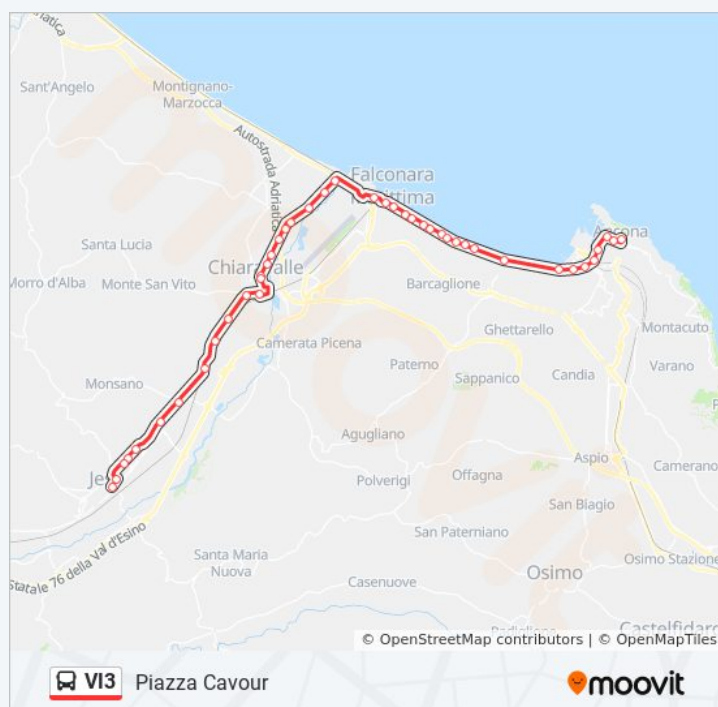 Sant'Angelo
Montignano-
Marzocca
Autostrada Adriatica
Falconara
Santa Lucia
Chiaravalle
Ancona
Morro d'Alba
Monte San Vito
Barcaglione
Montacuto
Ghettarello
Camerata Picena
Varano
Paterno
Candia
Monsano
Sappanico
Agugliano
Aspio
Camerano
Polverigi
Offagna
San Biagio
San Paterniano
Statale 76 della Val d'Esino
Santa Maria
Nuova
Osimo Stazione
Casenuove
Osimo
© OpenStreetMap contributors | © OpenMapTiles
VI3 Piazza Cavour
moovit